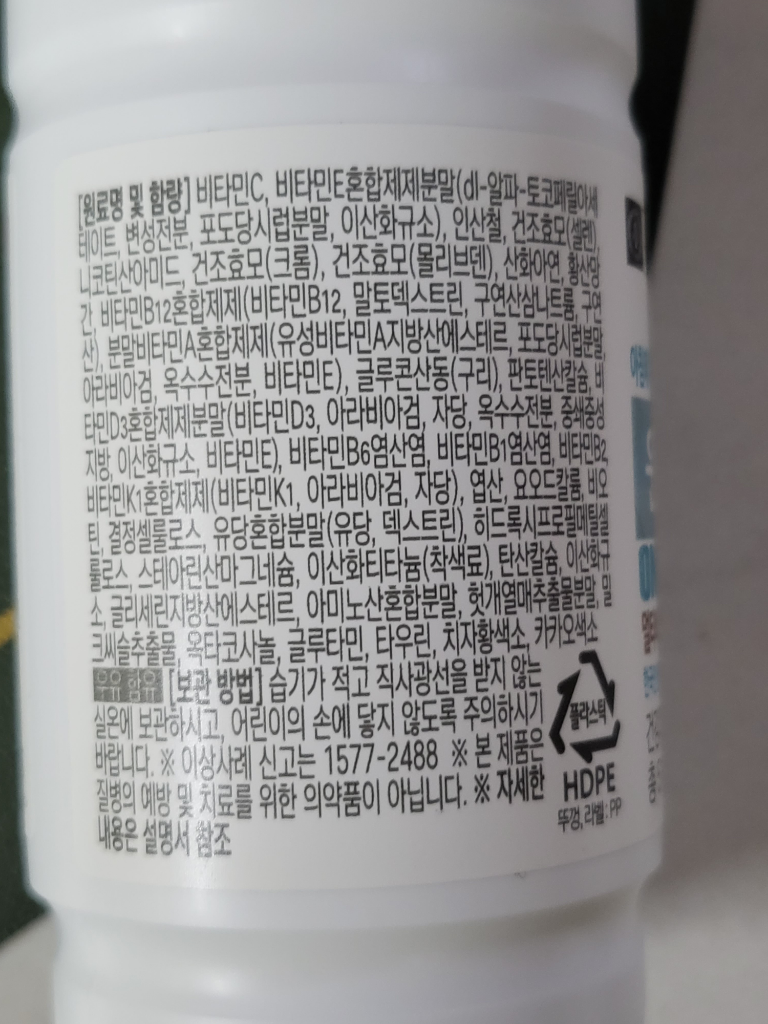 [원료명 및 함량] 비타민C, 비타민E혼합제제분말(dl-알파-토코페릴아세
테이트, 변성전분, 포도당시럽분말, 이산화규소), 인산철, 건조효모(셀렌),
니코틴산아미드, 건조효모(크롬), 건조효모(몰리브덴), 산화아연, 황산망
간, 비타민B12혼합제제(비타민B12, 말토덱스트린, 구연산삼나트륨, 구연
산), 분말비타민A혼합제제(유성비타민A지방산에스테르, 포도당시럽분말,
아라비아검, 옥수수전분, 비타민E), 글루콘산동(구리), 판토텐산칼슘, 비
타민D3혼합제제분말(비타민D3, 아라비아검, 자당, 옥수수전분, 중쇄중성
지방, 이산화규소, 비타민E), 비타민B6염산염, 비타민B1염산염, 비타민B2,
비타민K1혼합제제(비타민K1, 아라비아검, 자당), 엽산, 요오드칼륨, 비오
틴, 결정셀룰로스, 유당혼합분말(유당, 덱스트린), 히드록시프로필메틸셀
룰로스, 스테아린산마그네슘, 이산화티타늄(착색료), 탄산칼슘, 이산화규
소, 글리세린지방산에스테르, 아미노산혼합분말, 헛개열매추출물분말, 밀
크씨슬추출물, 옥타코사놀, 글루타민, 타우린, 치자황색소, 카카오색소
우유 함유 [보관 방법] 습기가 적고 직사광선을 받지 않는
실온에 보관하시고, 어린이의 손에 닿지 않도록 주의하시기
바랍니다. ※ 이상사례 신고는 1577-2488 ※ 본 제품은
질병의 예방 및 치료를 위한 의약품이 아닙니다. ※ 자세한
내용은 설명서 참조
플라스틱
HDPE
뚜껑, 라벨 : PP